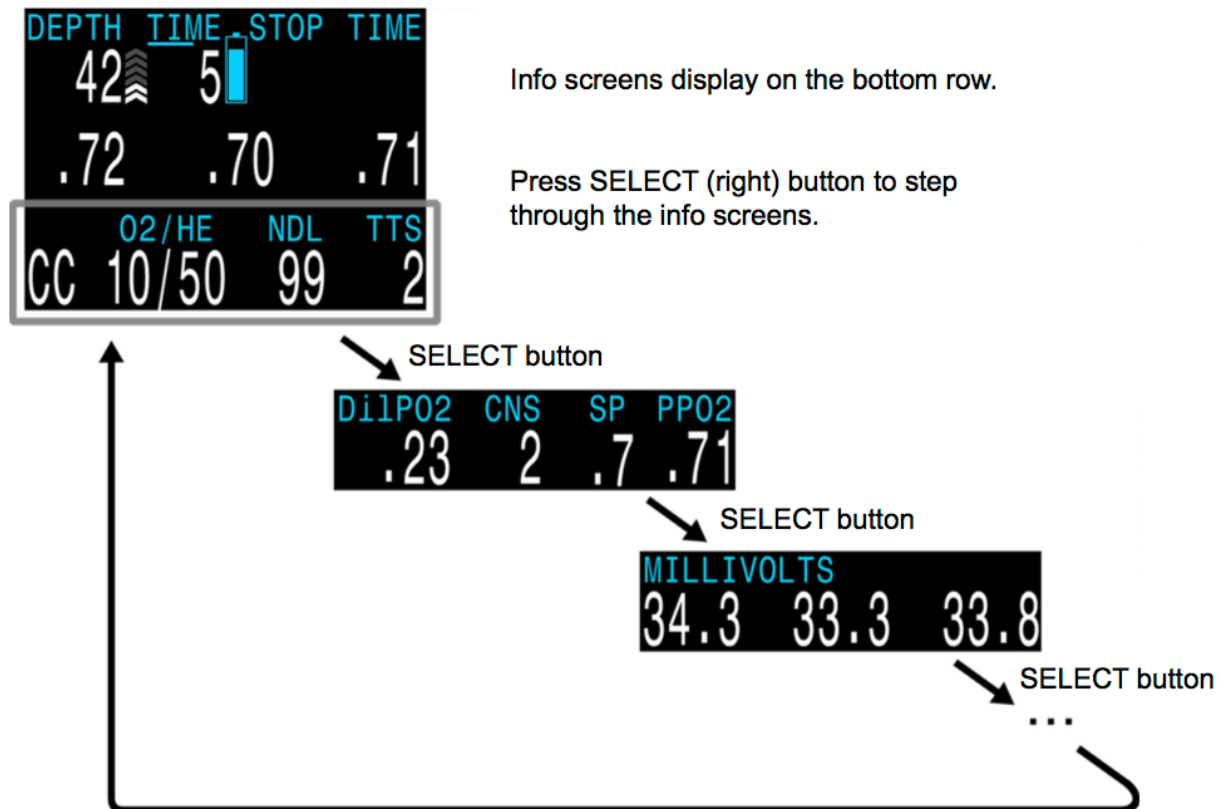 DEPTH TIME STOP TIME
42 5
.72 .70 .71
O2/HE NDL TTS
CC 10/50 99 2
Info screens display on the bottom row.
Press SELECT (right) button to step
through the info screens.
SELECT button
DilPO2 CNS SP PPO2
.23 2 .7 .71
SELECT button
MILLIVOLTS
34.3 33.3 33.8
SELECT button
...